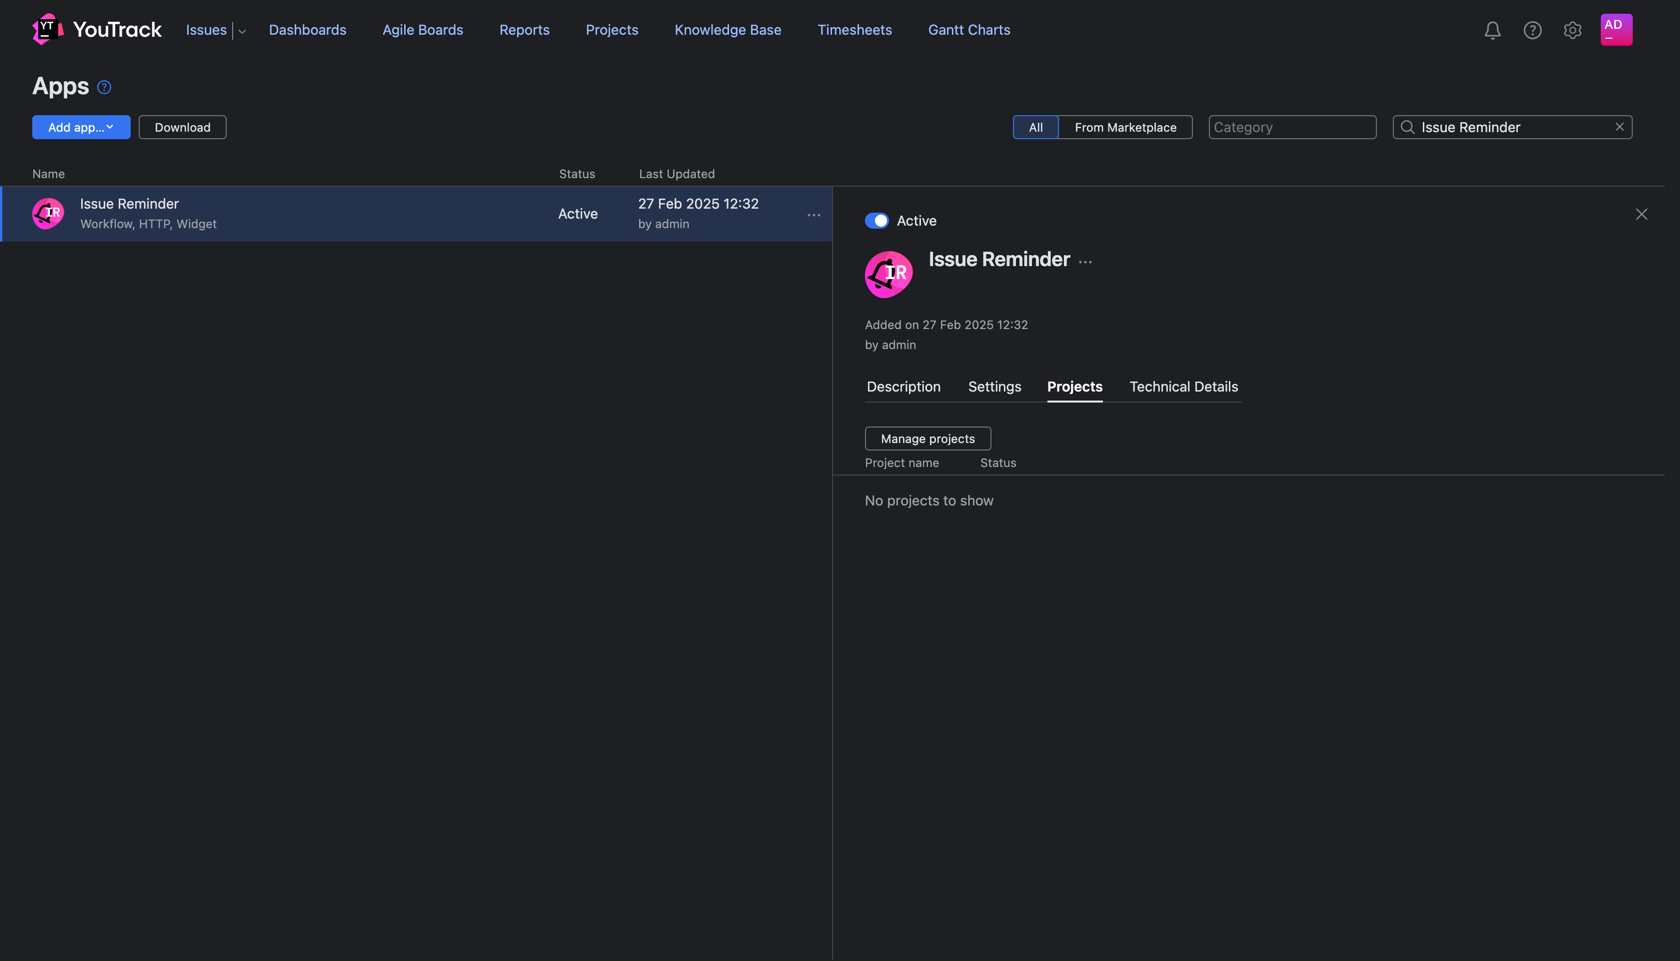 YT
YouTrack
Issues
Dashboards
Agile Boards
Reports
Projects
Knowledge Base
Timesheets
Gantt Charts
AD
Apps
Add app...
Download
All
From Marketplace
Category
Issue Reminder
Name
Status
Last Updated
IR
Issue Reminder
Workflow, HTTP, Widget
Active
27 Feb 2025 12:32
by admin
Active
IR
Issue Reminder
Added on 27 Feb 2025 12:32
by admin
Description
Settings
Projects
Technical Details
Manage projects
Project name
Status
No projects to show